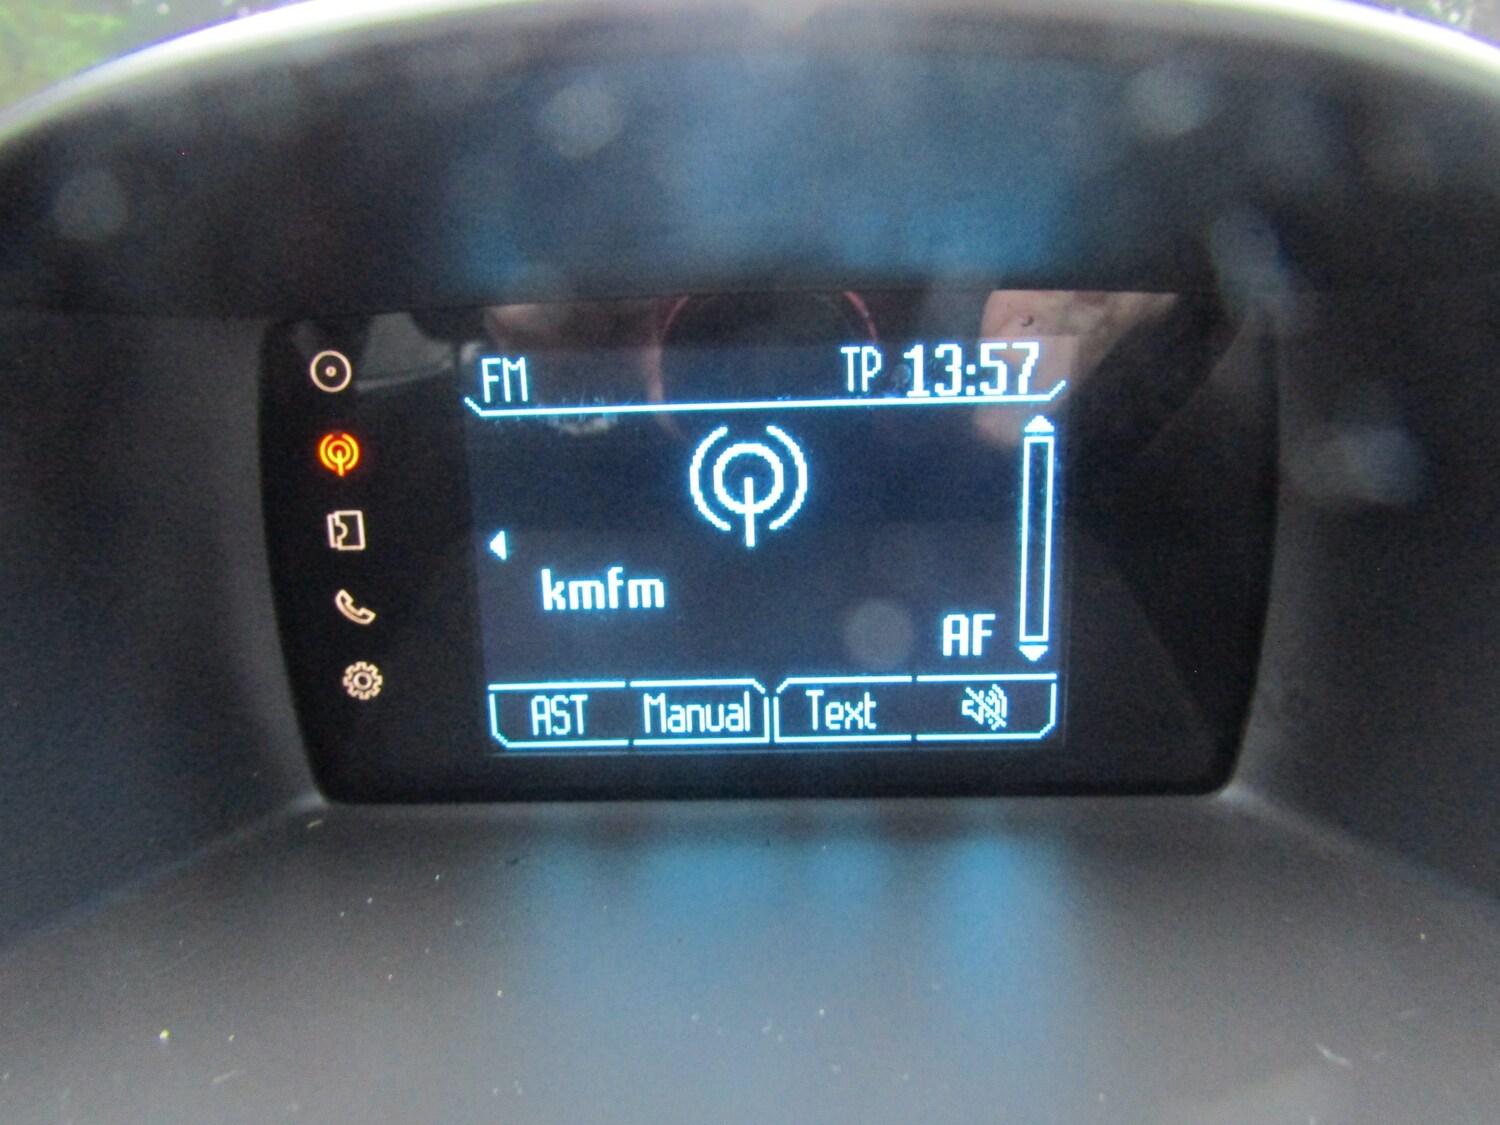 FM TP 13:57
kmfm
AF
AST Manual Text